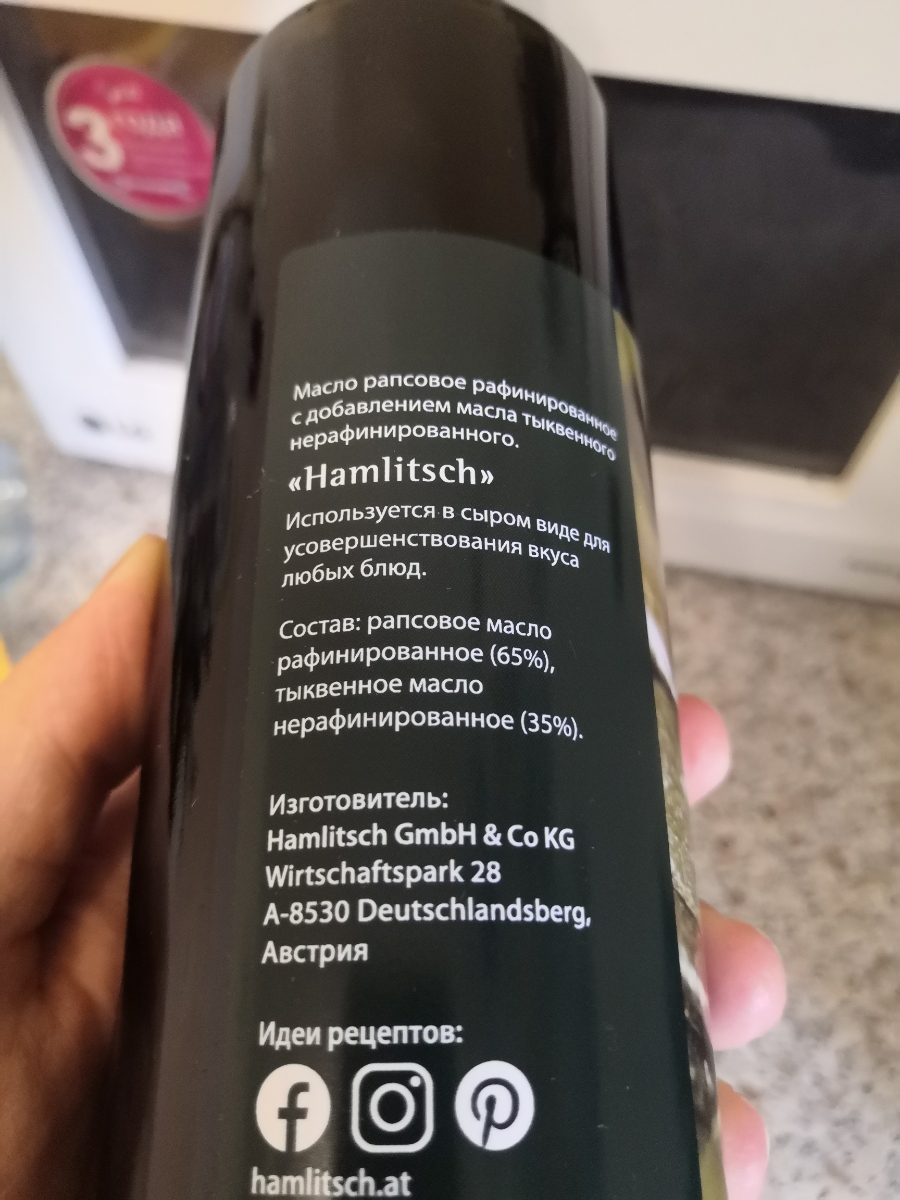 3 ГОДА
Масло рапсовое рафинированное
с добавлением масла тыквенного
нерафинированного.
«Hamlitsch»
Используется в сыром виде для
усовершенствования вкуса
любых блюд.
Состав: рапсовое масло
рафинированное (65%),
тыквенное масло
нерафинированное (35%).
Изготовитель:
Hamlitsch GmbH & Co KG
Wirtschaftspark 28
A-8530 Deutschlandsberg,
Австрия
Идеи рецептов:
hamlitsch.at